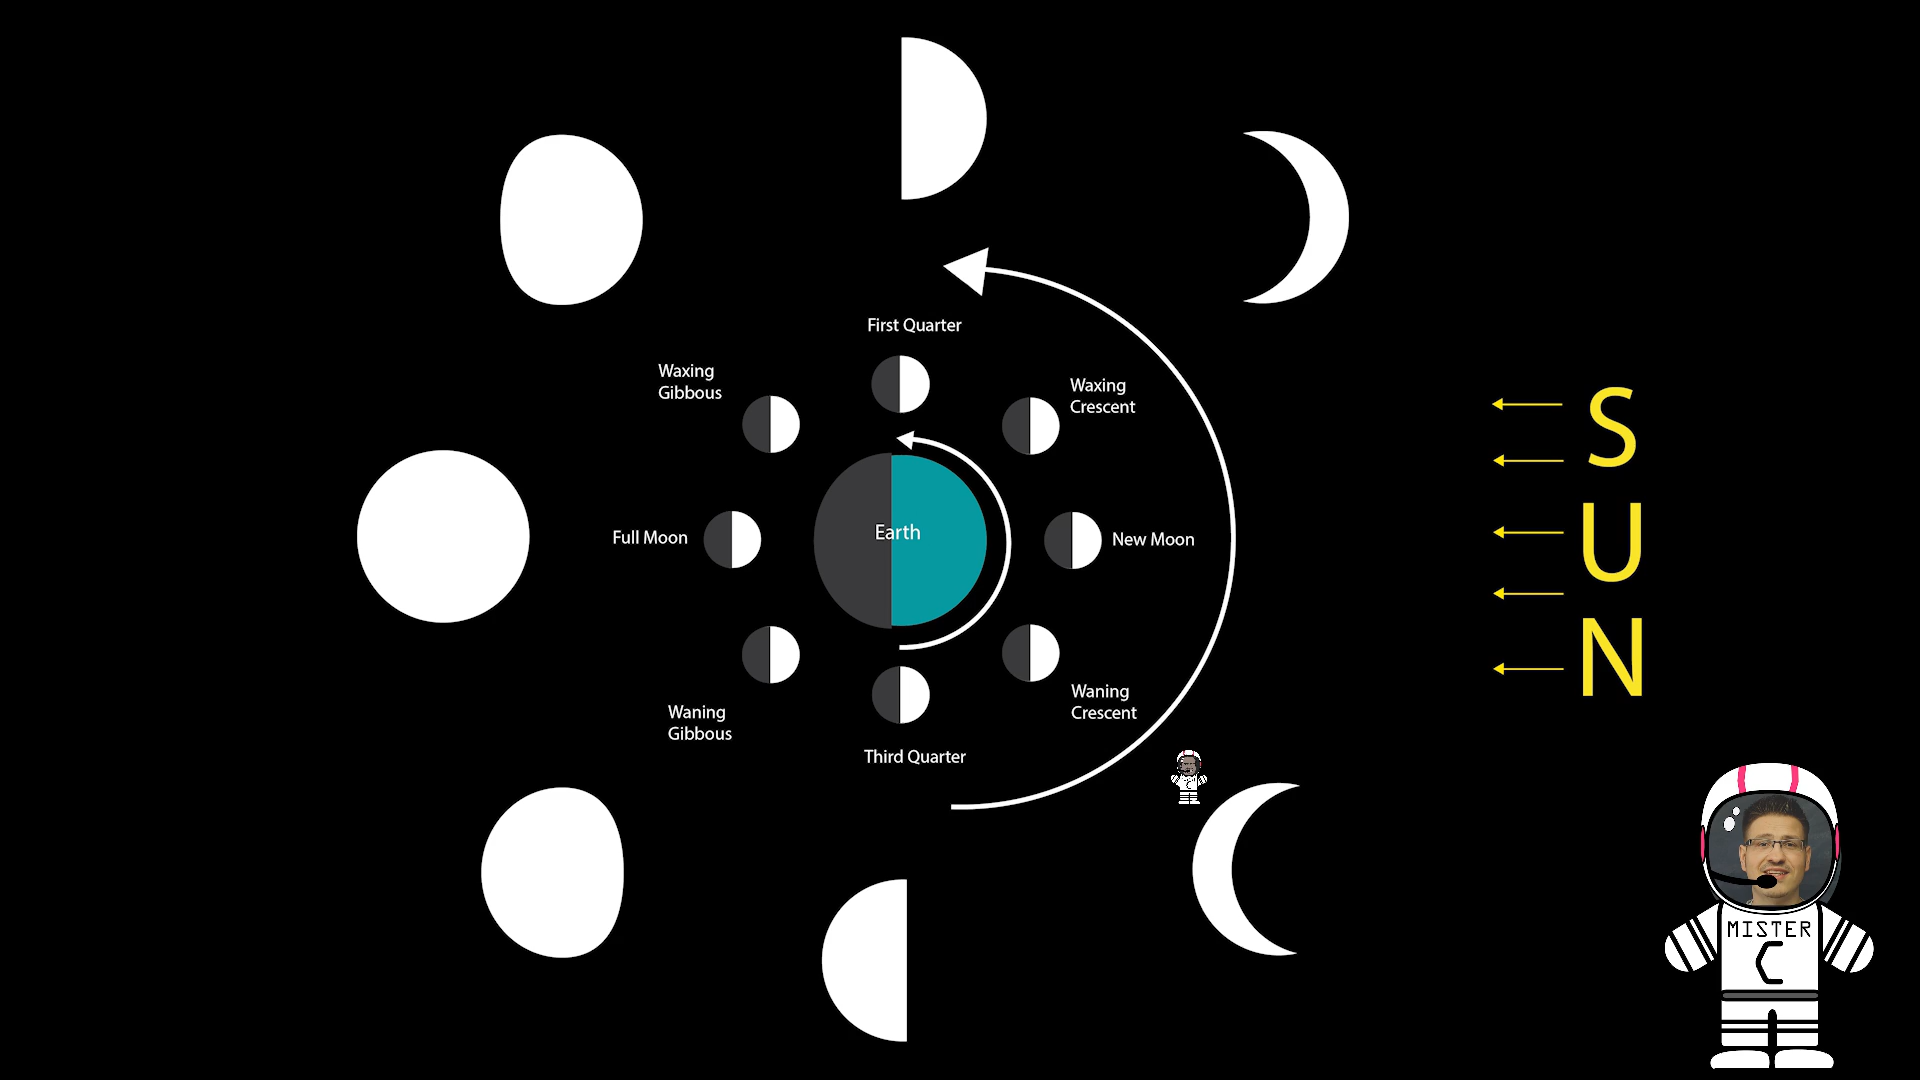 First Quarter
Waxing
Gibbous
Waxing
Crescent
Full Moon
Earth
New Moon
Waning
Gibbous
Waning
Crescent
Third Quarter
S
U
N
MISTER
C
C